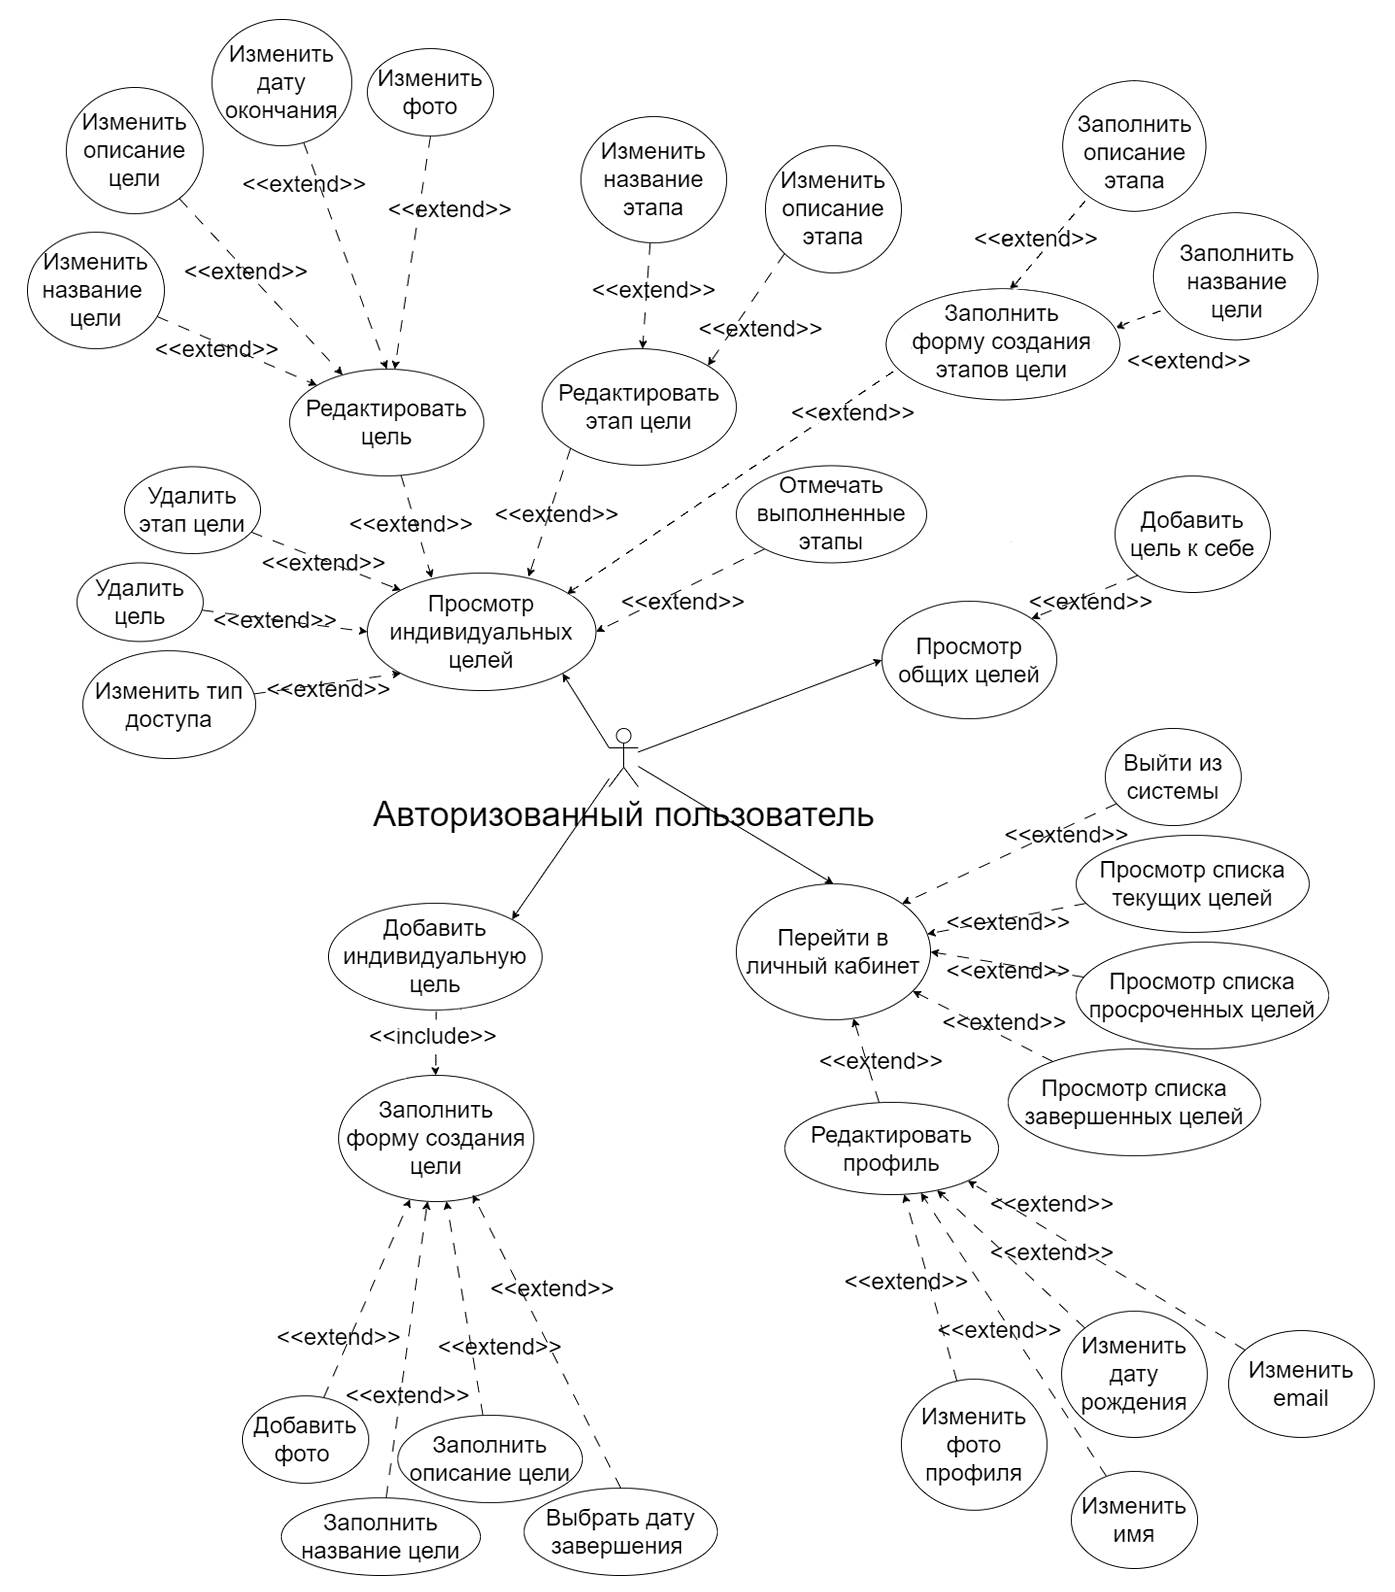 Изменить
дату
окончания
Изменить
фото
Изменить
описание
цели
<<extend>>
<<extend>>
Изменить
название
цели
<<extend>>
<<extend>>
Редактировать
цель
Изменить
название
этапа
Изменить
описание
этапа
<<extend>>
<<extend>>
Редактировать
этап цели
Заполнить
описание
этапа
<<extend>>
Заполнить
название
цели
<<extend>>
Заполнить
форму создания
этапов цели
<<extend>>
Удалить
этап цели
<<extend>>
<<extend>>
<<extend>>
Отмечать
выполненные
этапы
<<extend>>
Удалить
цель
<<extend>>
Просмотр
индивидуальных
целей
Изменить тип
доступа
<<extend>>
Добавить
цель к себе
<<extend>>
Просмотр
общих целей
Авторизованный пользователь
Выйти из
системы
<<extend>>
Просмотр списка
текущих целей
<<extend>>
Перейти в
личный кабинет
<<extend>>
Просмотр списка
просроченных целей
<<extend>>
Просмотр списка
завершенных целей
<<extend>>
Редактировать
профиль
<<extend>>
<<extend>>
<<extend>>
<<extend>>
Изменить
дату
рождения
Изменить
email
Изменить
фото
профиля
Изменить
имя
Добавить
индивидуальную
цель
<<include>>
Заполнить
форму создания
цели
<<extend>>
<<extend>>
<<extend>>
<<extend>>
Добавить
фото
Заполнить
описание цели
Заполнить
название цели
Выбрать дату
завершения